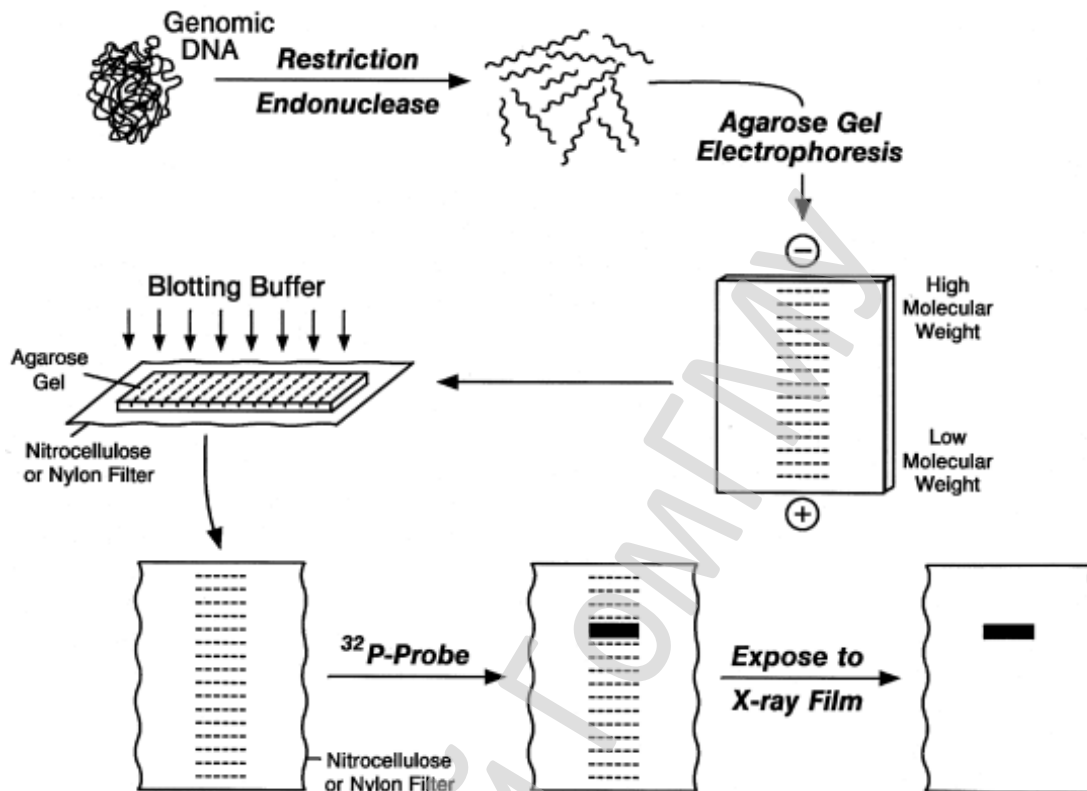 Genomic
DNA
Restriction
Endonuclease
Agarose Gel
Electrophoresis
−
High
Molecular
Weight
Low
Molecular
Weight
+
Blotting Buffer
Agarose
Gel
Nitrocellulose
or Nylon Filter
³²P-Probe
Expose to
X-ray Film
Nitrocellulose
or Nylon Filter
ГомГМУ